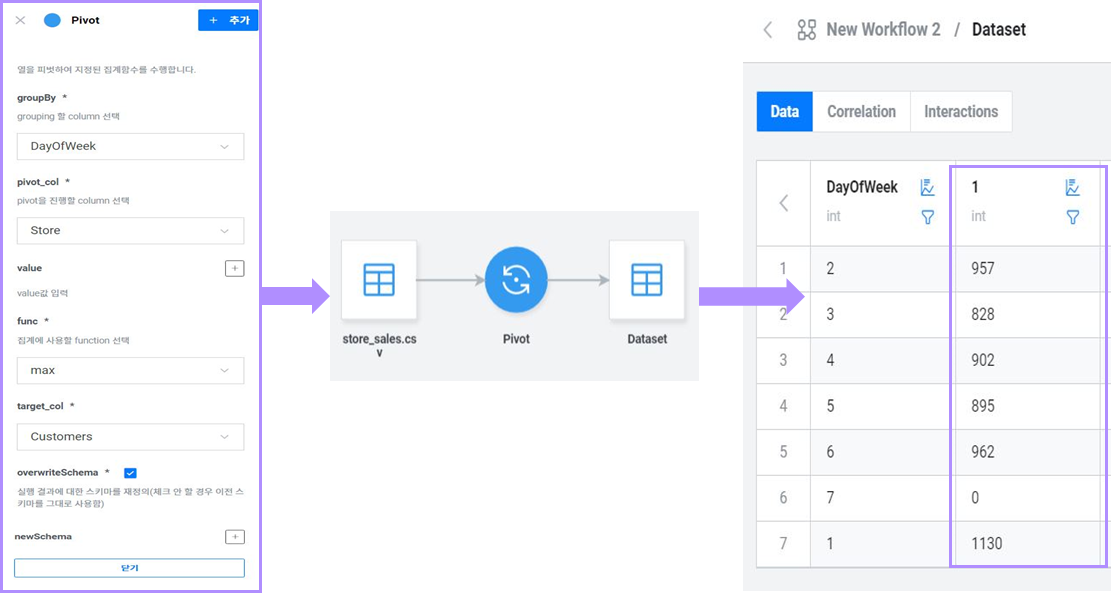 Pivot
+ 추가
열을 피벗하여 지정된 집계함수를 수행합니다.
groupBy *
grouping 할 column 선택
DayOfWeek
pivot_col *
pivot을 진행할 column 선택
Store
value
+
value값 입력
func *
집계에 사용할 function 선택
max
target_col *
Customers
overwriteSchema *
실행 결과에 대한 스키마를 재정의(체크 안 할 경우 이전 스
키마를 그대로 사용함)
newSchema
+
닫기
store_sales.cs
v
Pivot
Dataset
New Workflow 2 / Dataset
Data Correlation Interactions
DayOfWeek 1
int int
1 2 957
2 3 828
3 4 902
4 5 895
5 6 962
6 7 0
7 1 1130